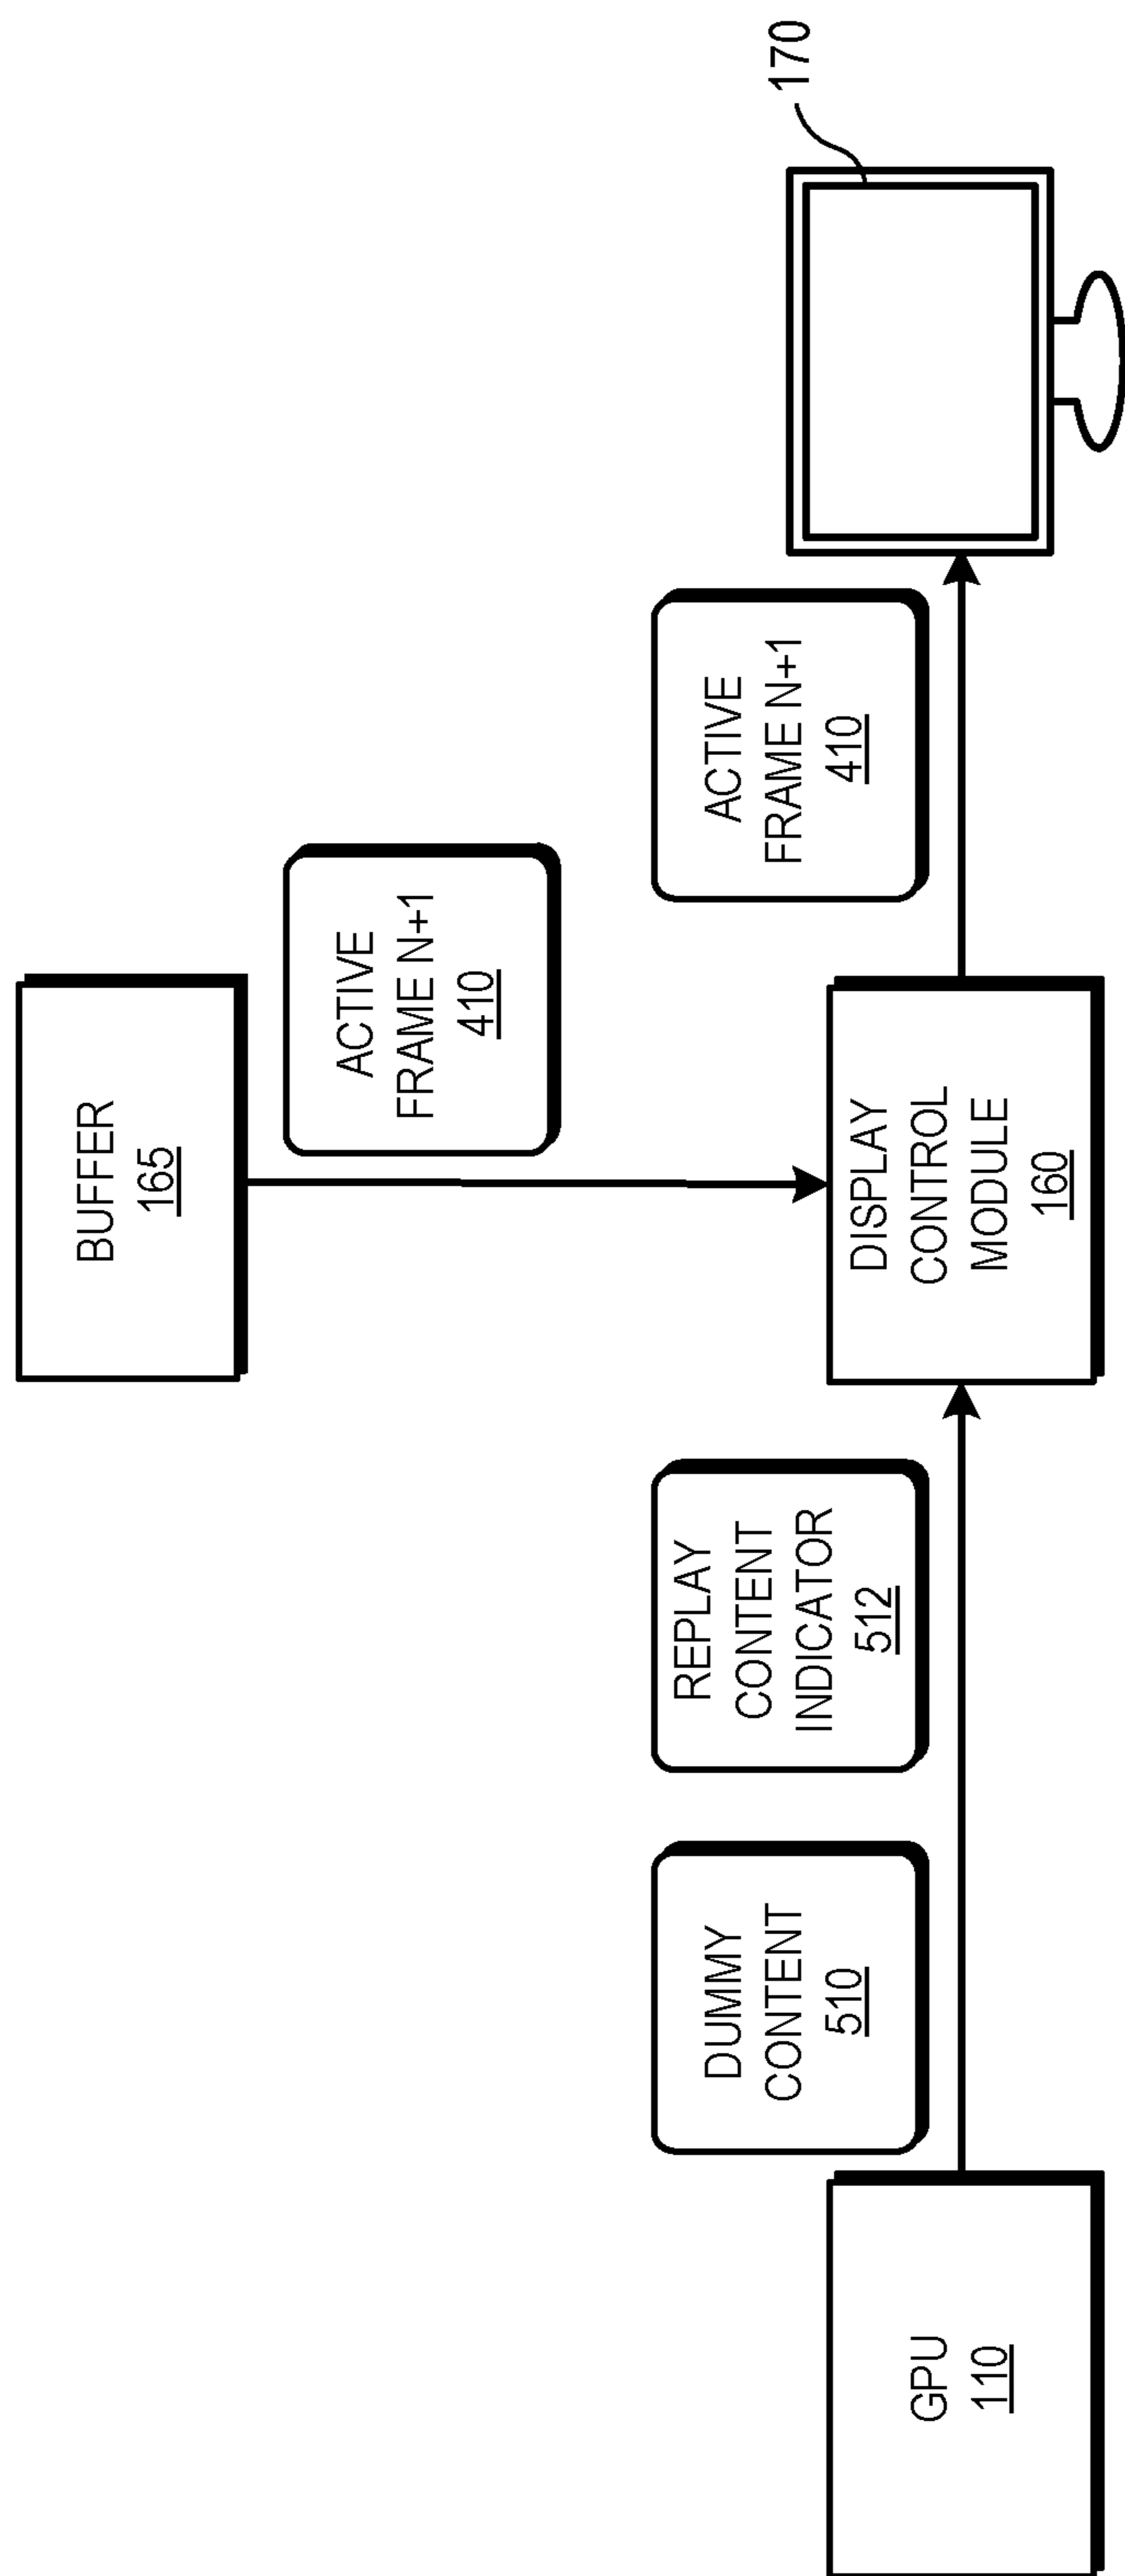 BUFFER
165
ACTIVE
FRAME N+1
410
GPU
110
DUMMY
CONTENT
510
REPLAY
CONTENT
INDICATOR
512
DISPLAY
CONTROL
MODULE
160
ACTIVE
FRAME N+1
410
170